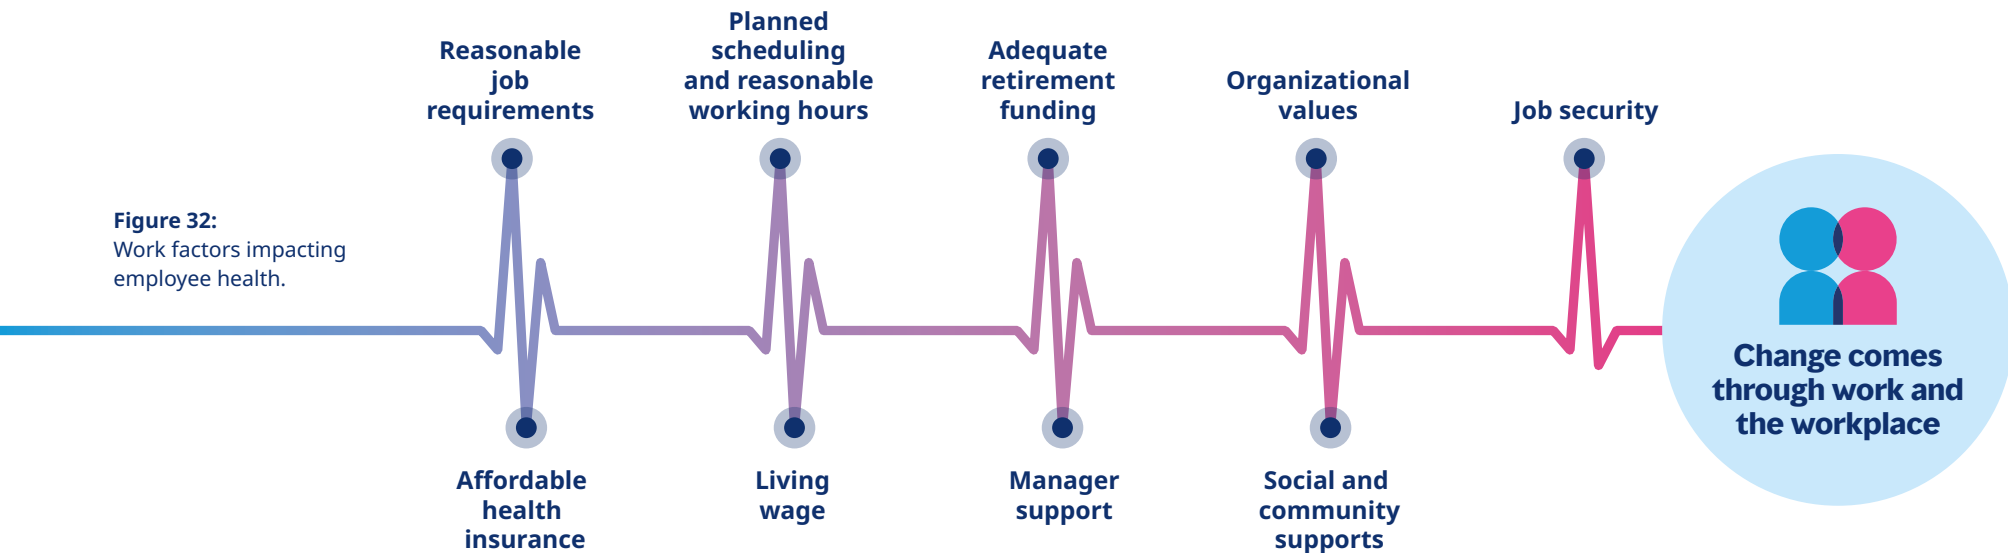 Figure 32:
Work factors impacting
employee health.
Reasonable
job
requirements
Affordable
health
insurance
Planned
scheduling
and reasonable
working hours
Living
wage
Adequate
retirement
funding
Manager
support
Organizational
values
Social and
community
supports
Job security
Change comes
through work and
the workplace